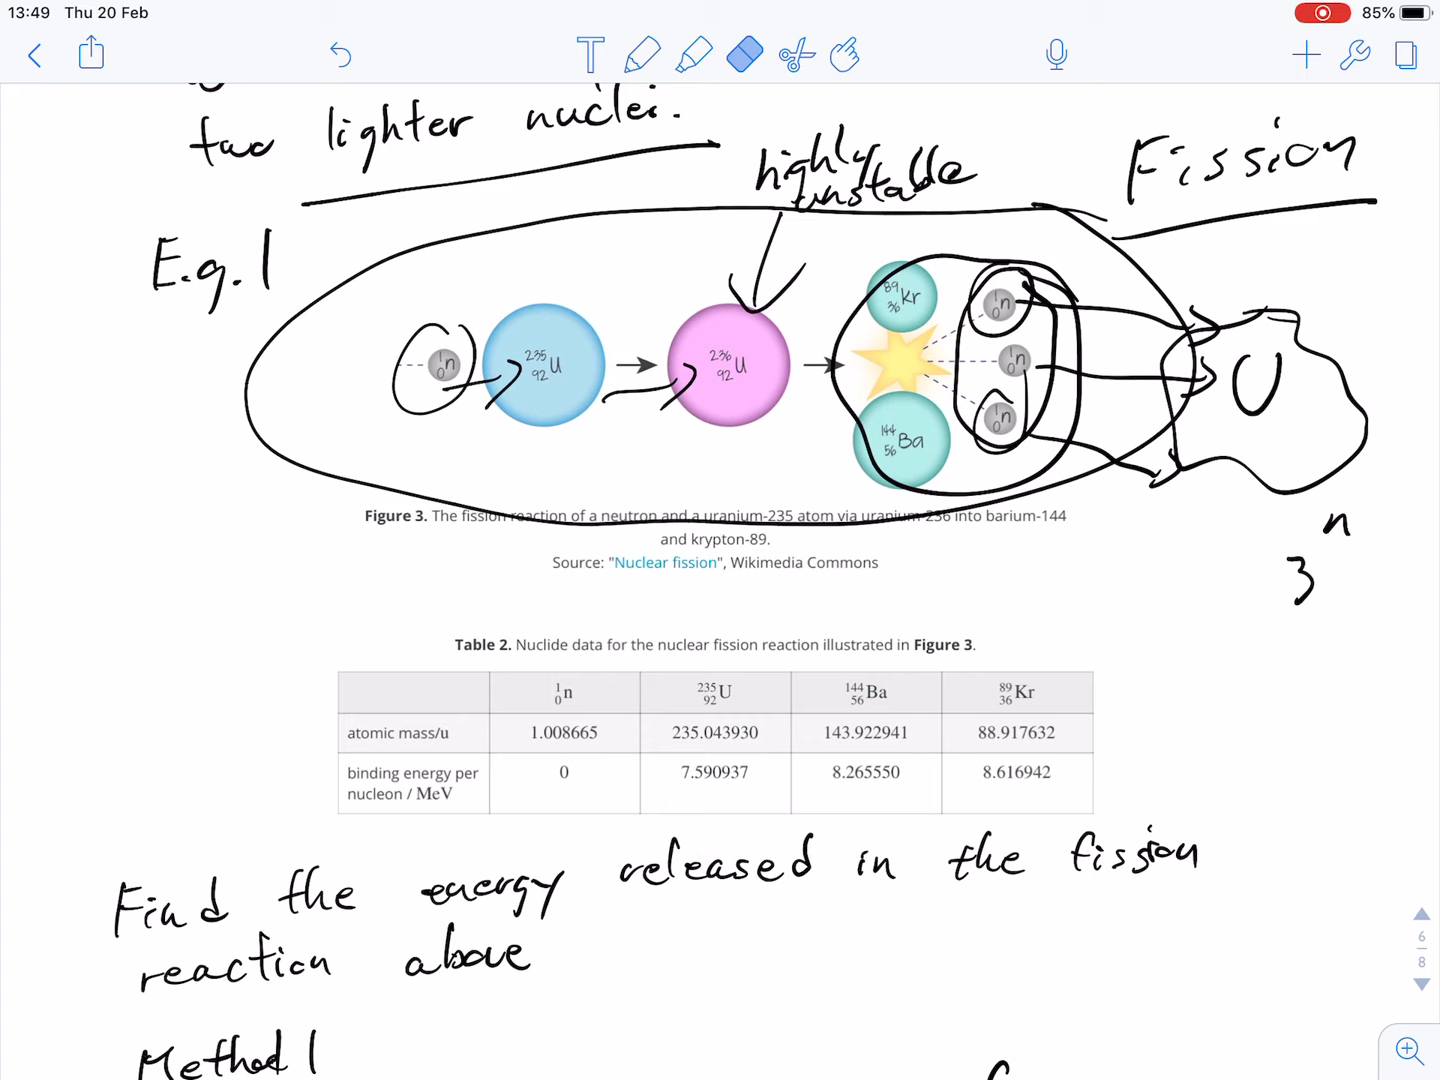 13:49 Thu 20 Feb 85%
T
two lighter nuclei.
highly
unstable
Fission
E.g. 1
1 0 n
235 92 U
236 92 U
89 36 Kr
144 56 Ba
1 0 n
1 0 n
1 0 n
U
Figure 3. The fission reaction of a neutron and a uranium-235 atom via uranium-236 into barium-144
and krypton-89.
Source: "Nuclear fission", Wikimedia Commons
n
3
Table 2. Nuclide data for the nuclear fission reaction illustrated in Figure 3.
1 0 n 235 92 U 144 56 Ba 89 36 Kr
atomic mass/u 1.008665 235.043930 143.922941 88.917632
binding energy per
nucleon / MeV 0 7.590937 8.265550 8.616942
Find the energy released in the fission
reaction above
6
8
Method 1